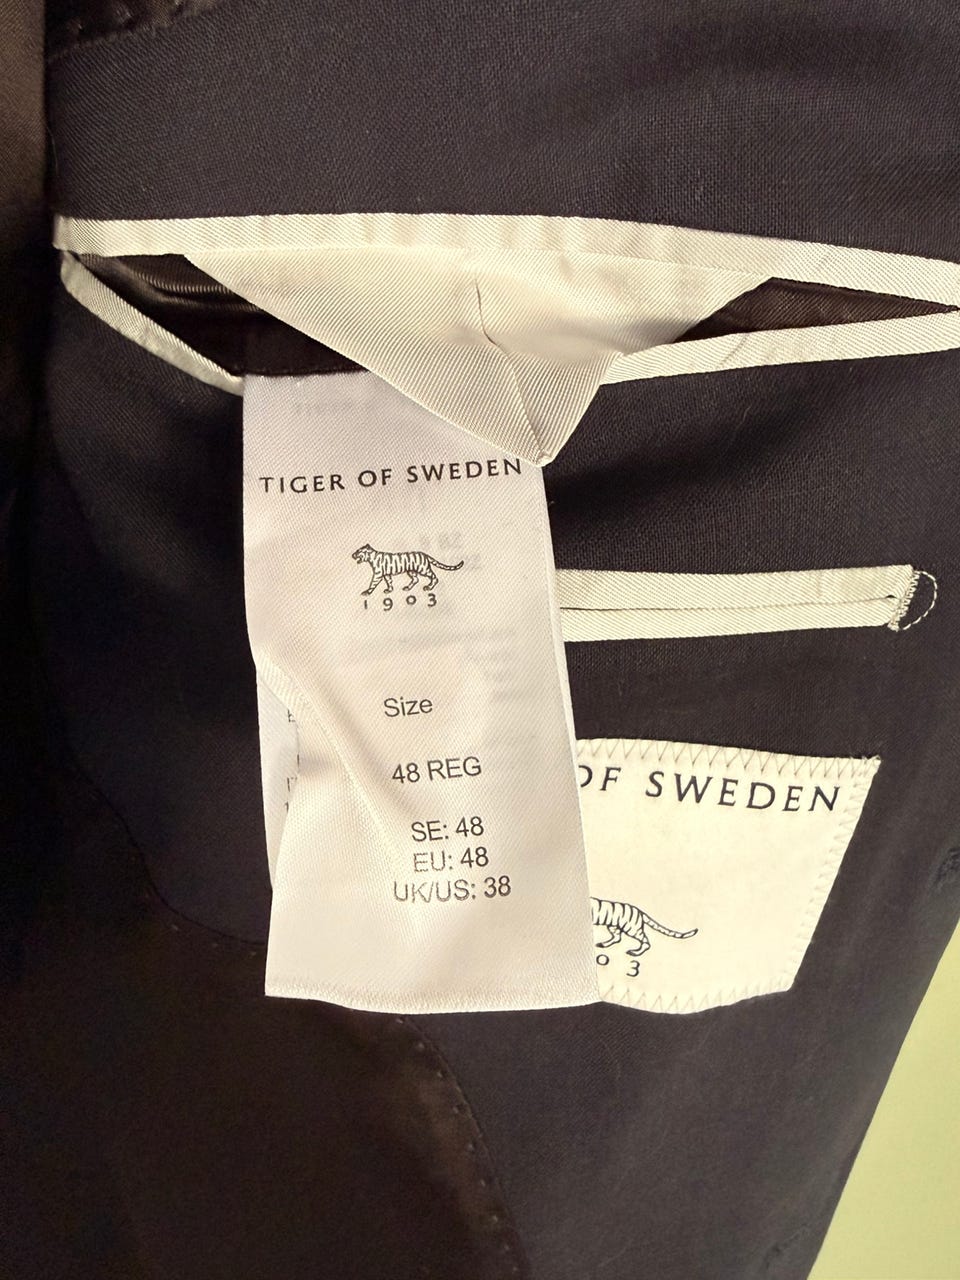 TIGER OF SWEDEN
1903
Size
48 REG
SE: 48
EU: 48
UK/US: 38
OF SWEDEN
03